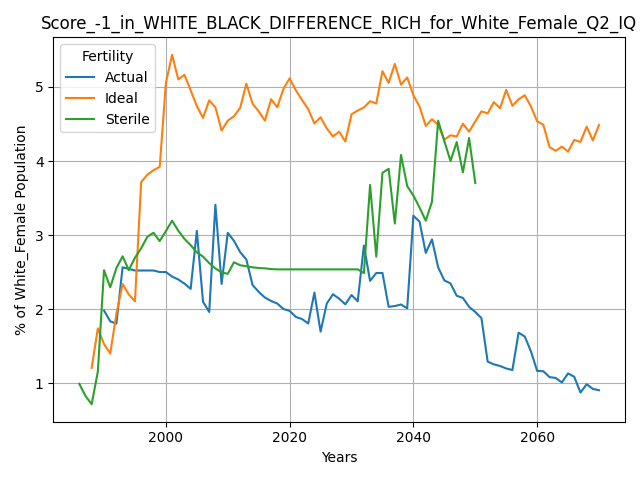 Score_-1_in_WHITE_BLACK_DIFFERENCE_RICH_for_White_Female_Q2_IQ
Fertility
Actual
Ideal
Sterile
% of White_Female Population
5
4
3
2
1
2000
2020
2040
2060
Years